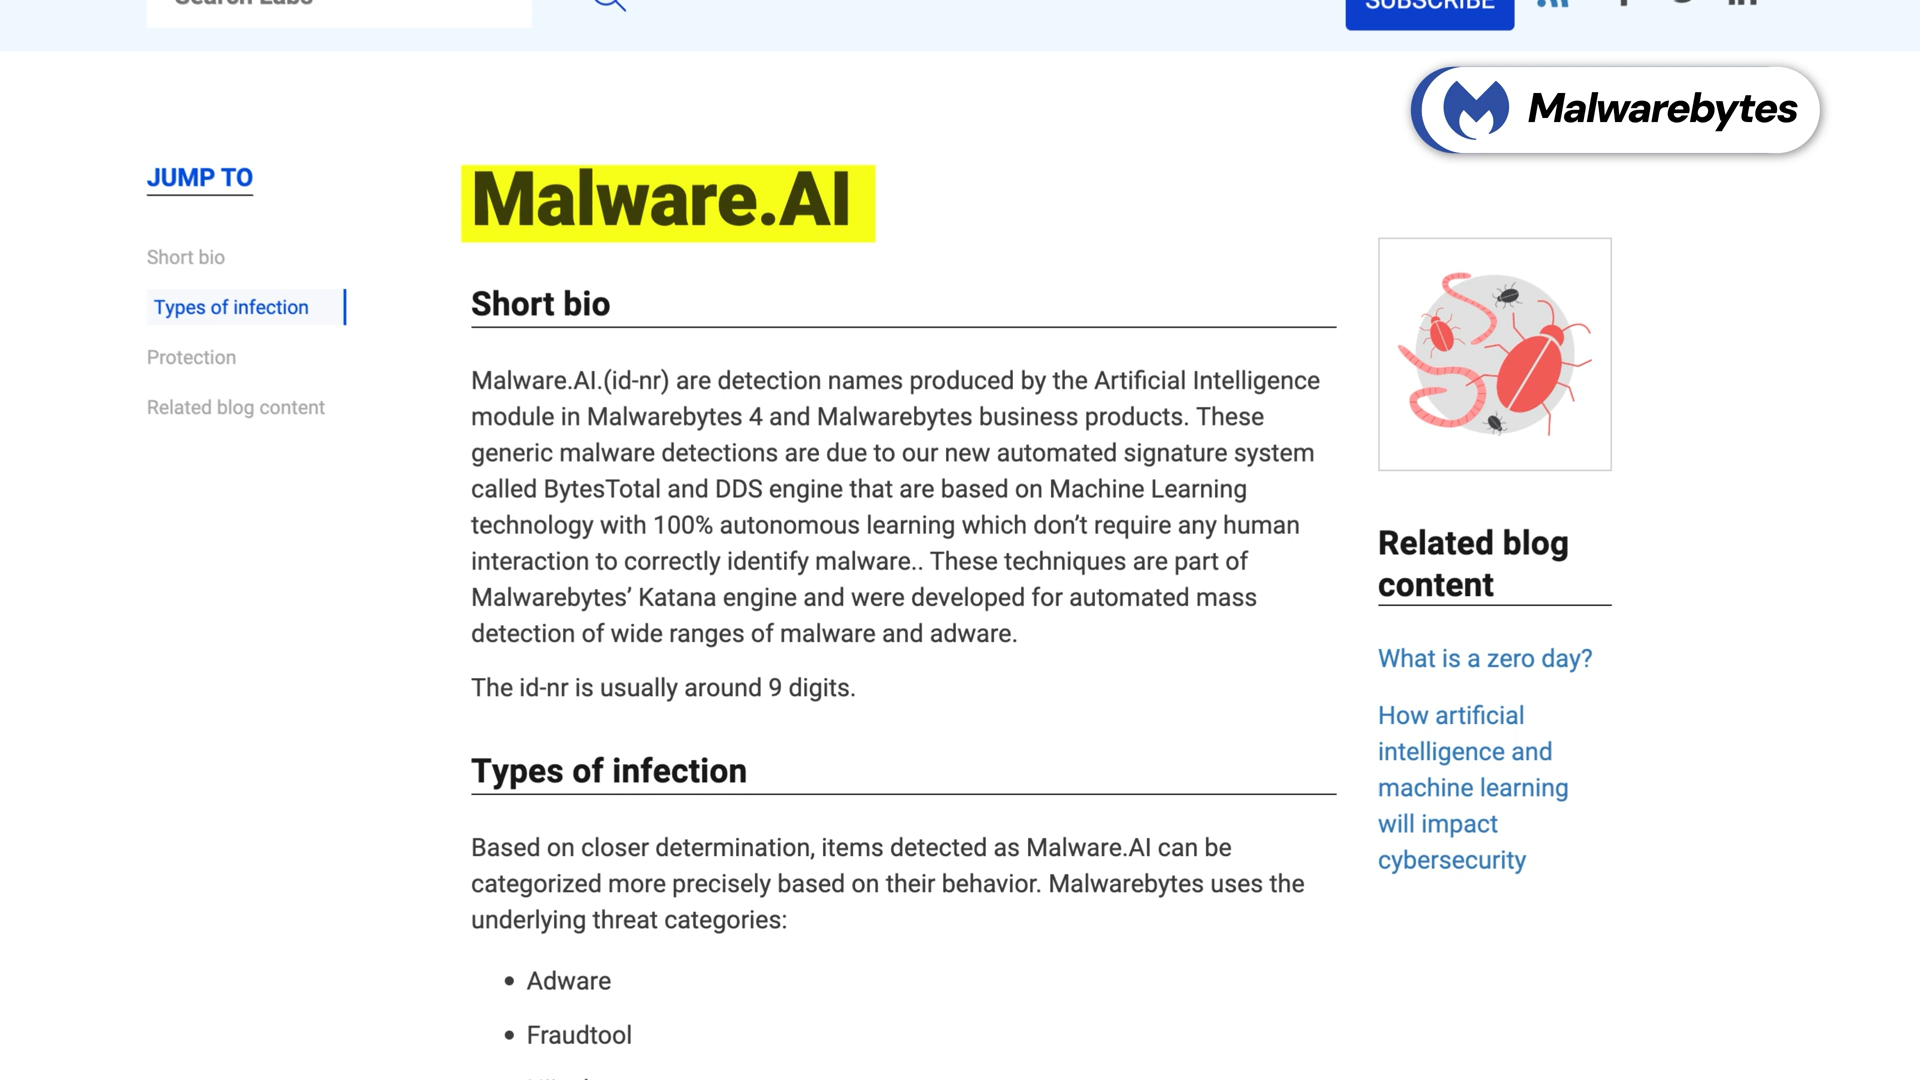 Search Labs
SUBSCRIBE
Malwarebytes
JUMP TO
Short bio
Types of infection
Protection
Related blog content
Malware.AI
Short bio
Malware.AI.(id-nr) are detection names produced by the Artificial Intelligence
module in Malwarebytes 4 and Malwarebytes business products. These
generic malware detections are due to our new automated signature system
called BytesTotal and DDS engine that are based on Machine Learning
technology with 100% autonomous learning which don’t require any human
interaction to correctly identify malware.. These techniques are part of
Malwarebytes’ Katana engine and were developed for automated mass
detection of wide ranges of malware and adware.
The id-nr is usually around 9 digits.
Types of infection
Based on closer determination, items detected as Malware.AI can be
categorized more precisely based on their behavior. Malwarebytes uses the
underlying threat categories:
• Adware
• Fraudtool
Related blog
content
What is a zero day?
How artificial
intelligence and
machine learning
will impact
cybersecurity